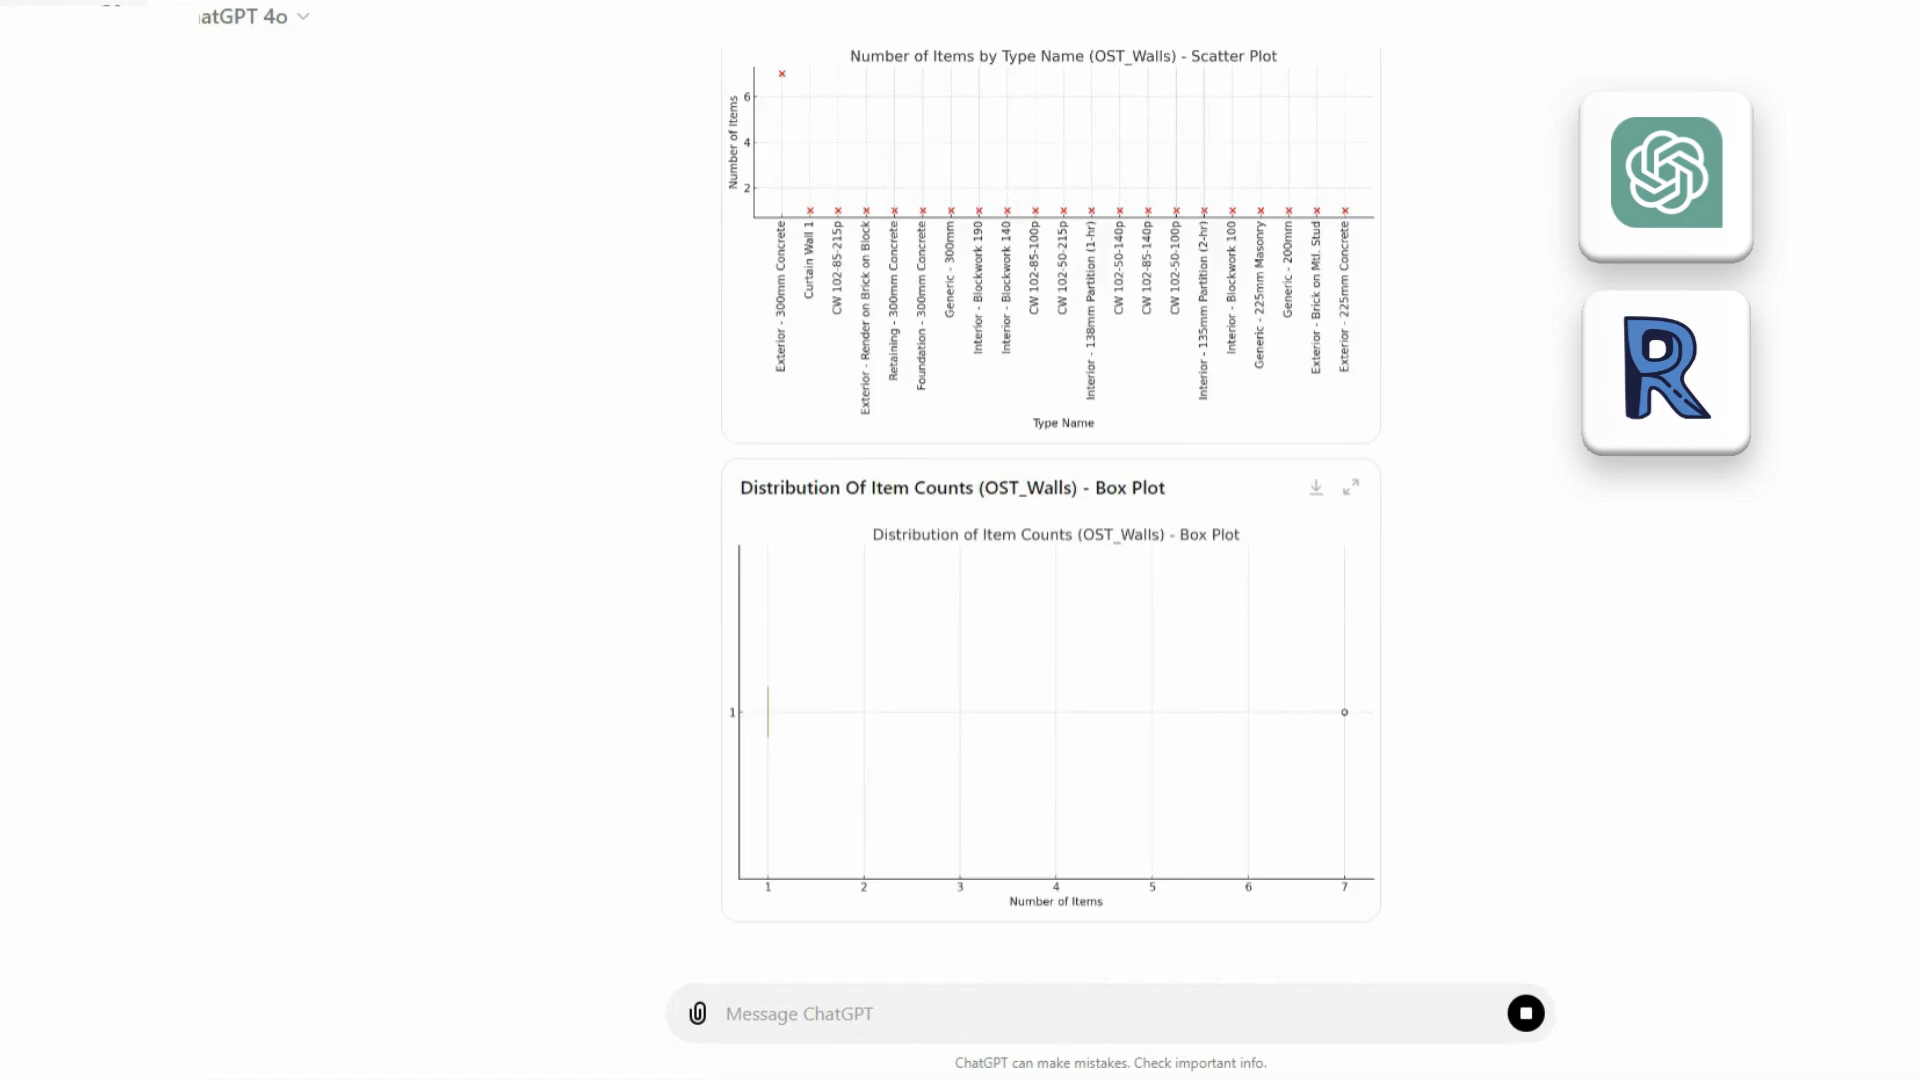 atGPT 4o
Number of Items by Type Name (OST_Walls) - Scatter Plot
Number of Items
6
4
2
Exterior - 300mm Concrete
Curtain Wall 1
CW 102-85-215p
Exterior - Render on Brick on Block
Retaining - 300mm Concrete
Foundation - 300mm Concrete
Generic - 300mm
Interior - Blockwork 190
Interior - Blockwork 140
CW 102-85-100p
CW 102-50-215p
Interior - 138mm Partition (1-hr)
CW 102-50-140p
CW 102-85-140p
CW 102-50-100p
Interior - 135mm Partition (2-hr)
Interior - Blockwork 100
Generic - 225mm Masonry
Generic - 200mm
Exterior - Brick on Mtl. Stud
Exterior - 225mm Concrete
Type Name
Distribution Of Item Counts (OST_Walls) - Box Plot
Distribution of Item Counts (OST_Walls) - Box Plot
1
1 2 3 4 5 6 7
Number of Items
R
Message ChatGPT
ChatGPT can make mistakes. Check important info.